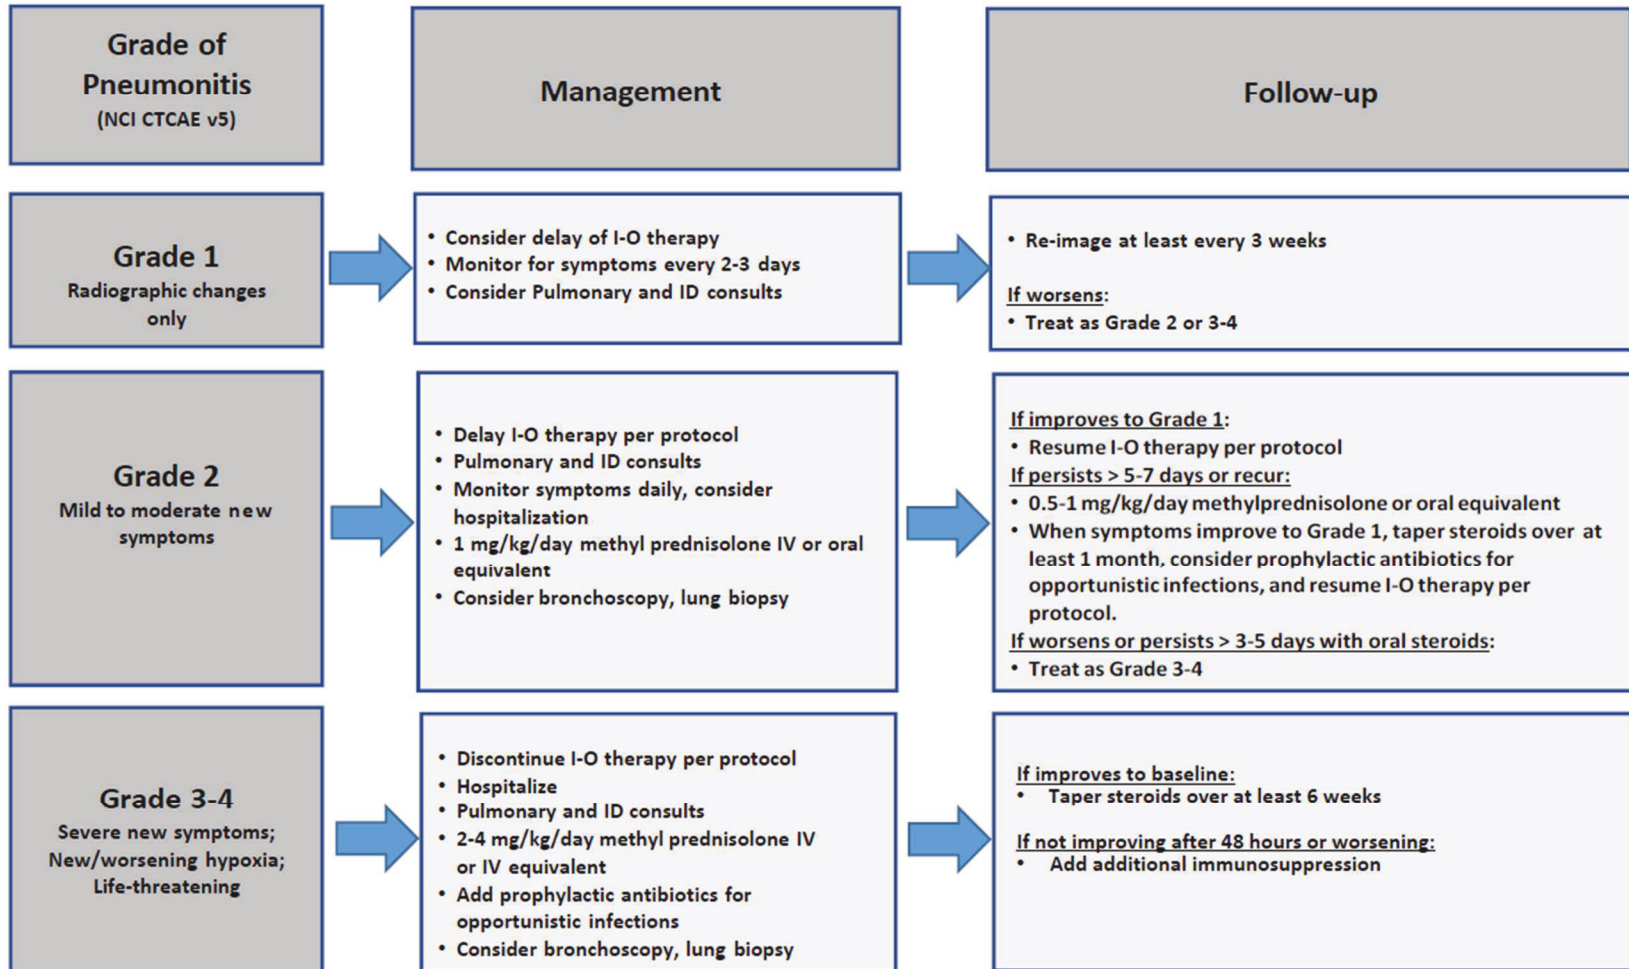 Grade of
Pneumonitis
(NCI CTCAE v5)
Management
Follow-up
Grade 1
Radiographic changes
only
• Consider delay of I-O therapy
• Monitor for symptoms every 2-3 days
• Consider Pulmonary and ID consults
• Re-image at least every 3 weeks
If worsens:
• Treat as Grade 2 or 3-4
Grade 2
Mild to moderate new
symptoms
• Delay I-O therapy per protocol
• Pulmonary and ID consults
• Monitor symptoms daily, consider
hospitalization
• 1 mg/kg/day methyl prednisolone IV or oral
equivalent
• Consider bronchoscopy, lung biopsy
If improves to Grade 1:
• Resume I-O therapy per protocol
If persists > 5-7 days or recur:
• 0.5-1 mg/kg/day methylprednisolone or oral equivalent
• When symptoms improve to Grade 1, taper steroids over at
least 1 month, consider prophylactic antibiotics for
opportunistic infections, and resume I-O therapy per
protocol.
If worsens or persists > 3-5 days with oral steroids:
• Treat as Grade 3-4
Grade 3-4
Severe new symptoms;
New/worsening hypoxia;
Life-threatening
• Discontinue I-O therapy per protocol
• Hospitalize
• Pulmonary and ID consults
• 2-4 mg/kg/day methyl prednisolone IV
or IV equivalent
• Add prophylactic antibiotics for
opportunistic infections
• Consider bronchoscopy, lung biopsy
If improves to baseline:
• Taper steroids over at least 6 weeks
If not improving after 48 hours or worsening:
• Add additional immunosuppression